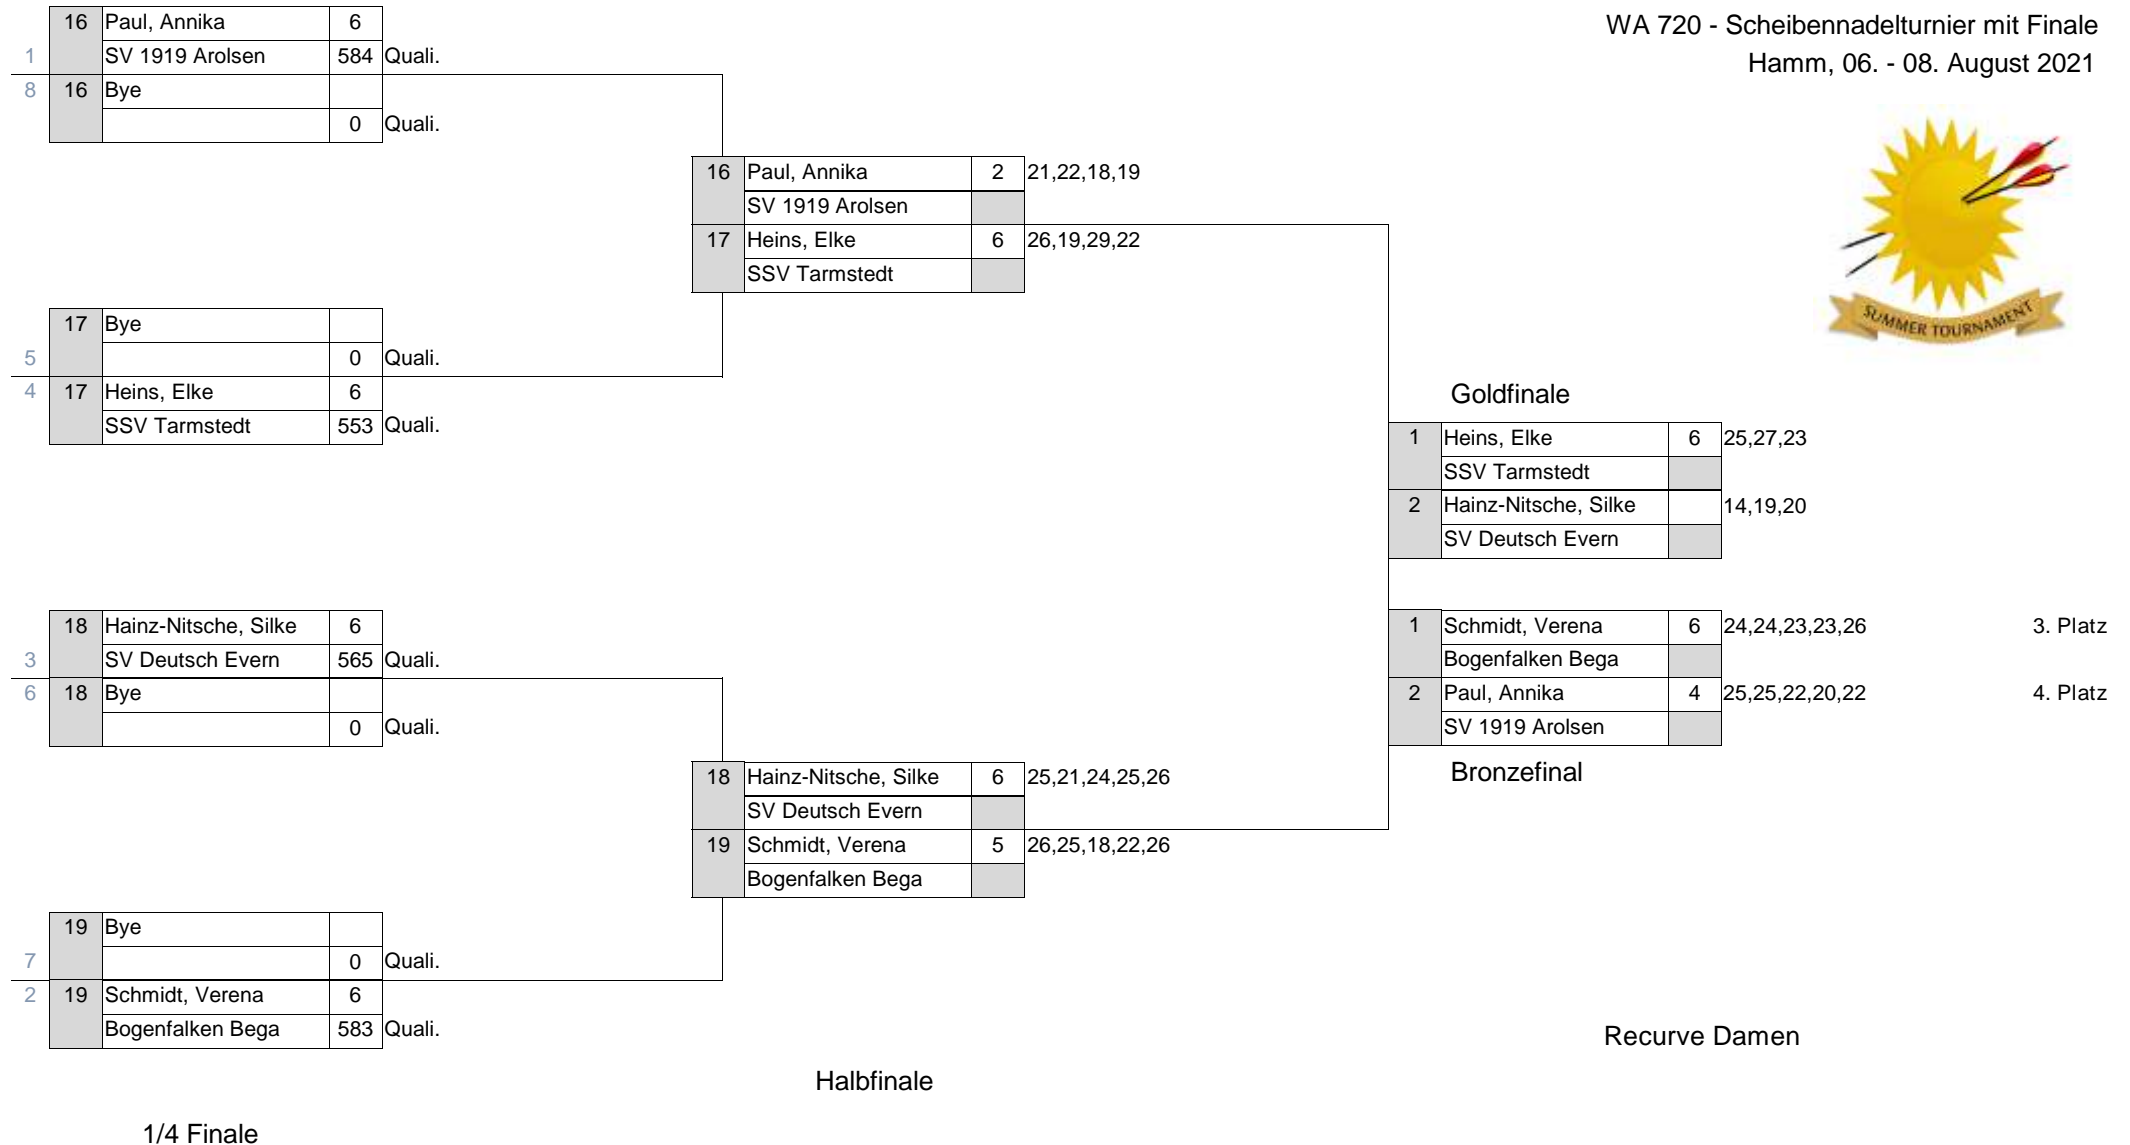 WA 720 - Scheibennadelturnier mit Finale
Hamm, 06. - 08. August 2021
SUMMER TOURNAMENT
16 Paul, Annika 6
1 SV 1919 Arolsen 584 Quali.
8 16 Bye
0 Quali.
16 Paul, Annika 2 21,22,18,19
SV 1919 Arolsen
17 Heins, Elke 6 26,19,29,22
SSV Tarmstedt
17 Bye
5 0 Quali.
4 17 Heins, Elke 6
SSV Tarmstedt 553 Quali.
Goldfinale
1 Heins, Elke 6 25,27,23
SSV Tarmstedt
2 Hainz-Nitsche, Silke 14,19,20
SV Deutsch Evern
18 Hainz-Nitsche, Silke 6
3 SV Deutsch Evern 565 Quali.
6 18 Bye
0 Quali.
1 Schmidt, Verena 6 24,24,23,23,26 3. Platz
Bogenfalken Bega
2 Paul, Annika 4 25,25,22,20,22 4. Platz
SV 1919 Arolsen
Bronzefinal
18 Hainz-Nitsche, Silke 6 25,21,24,25,26
SV Deutsch Evern
19 Schmidt, Verena 5 26,25,18,22,26
Bogenfalken Bega
19 Bye
7 0 Quali.
2 19 Schmidt, Verena 6
Bogenfalken Bega 583 Quali.
Recurve Damen
Halbfinale
1/4 Finale